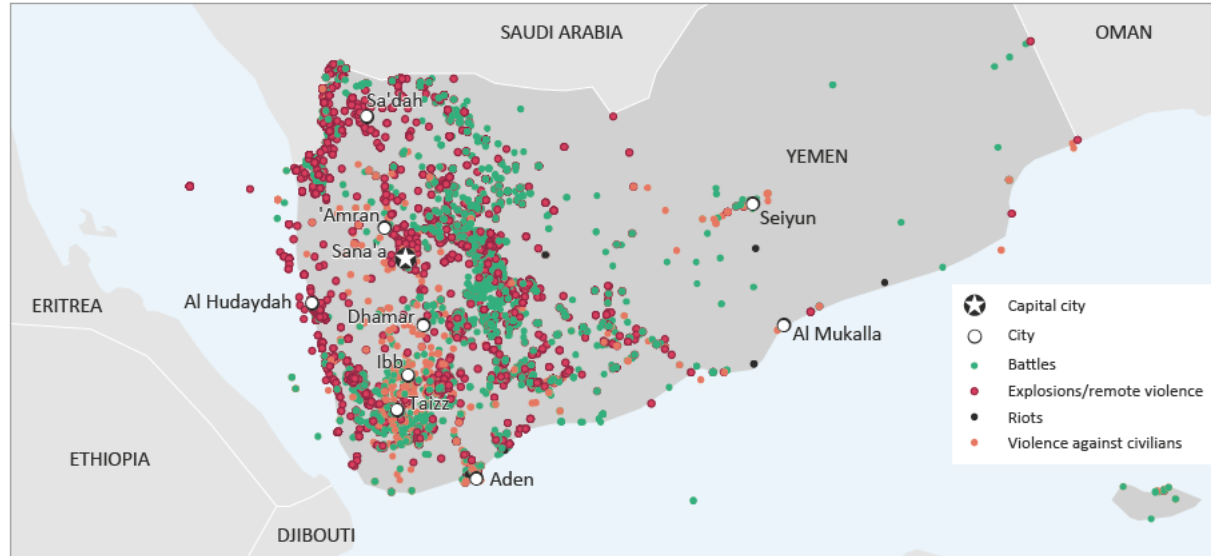 SAUDI ARABIA
OMAN
Sa'dah
YEMEN
'Amran
Seiyun
Sana'a
ERITREA
Al Hudaydah
Dhamar
Al Mukalla
Ibb
Taizz
ETHIOPIA
Aden
DJIBOUTI
Capital city
City
Battles
Explosions/remote violence
Riots
Violence against civilians